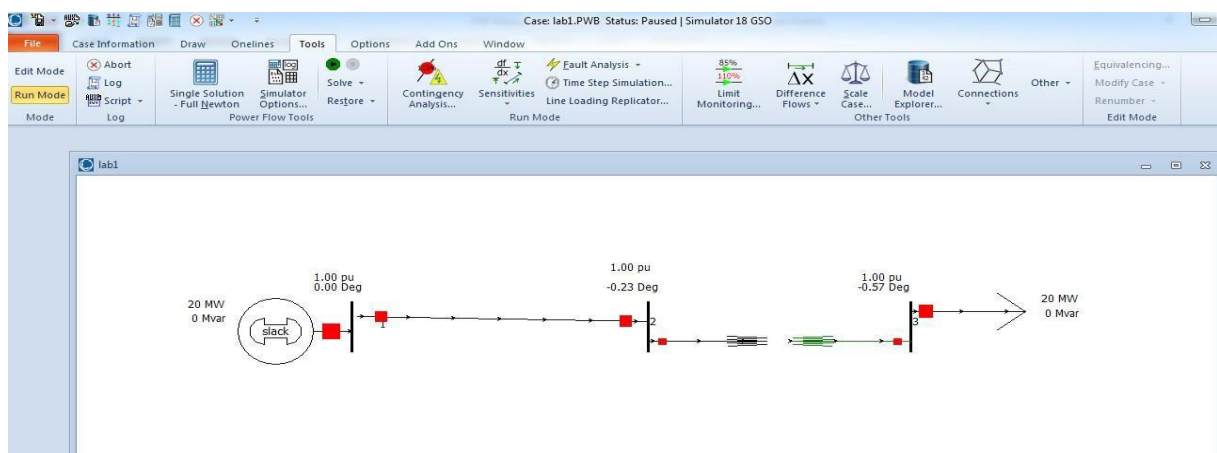 Case: lab1.PWB Status: Paused | Simulator 18 GSO
File Case Information Draw Onelines Tools Options Add Ons Window
Edit Mode
Run Mode
Mode
Abort
Log
Script
Log
Single Solution - Full Newton
Simulator Options...
Solve
Restore
Power Flow Tools
Contingency Analysis...
df
dx
Sensitivities
Fault Analysis
Time Step Simulation...
Line Loading Replicator...
Run Mode
85%
110%
Limit Monitoring...
ΔX
Difference Flows
Scale Case...
Model Explorer...
Connections
Other
Other Tools
Equivalencing...
Modify Case
Renumber
Edit Mode
lab1
1.00 pu
0.00 Deg
20 MW
0 Mvar
slack
1
1.00 pu
-0.23 Deg
2
1.00 pu
-0.57 Deg
3
20 MW
0 Mvar